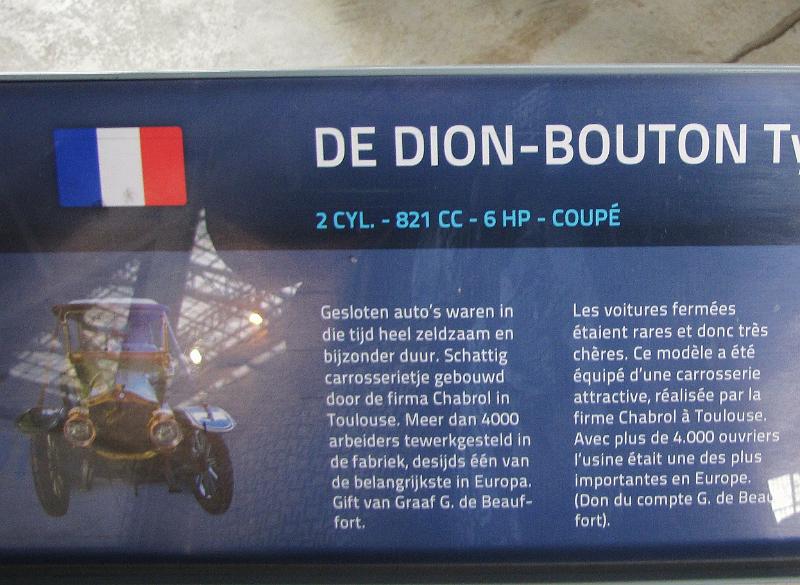 DE DION-BOUTON Ty
2 CYL. - 821 CC - 6 HP - COUPÉ
Gesloten auto's waren in
die tijd heel zeldzaam en
bijzonder duur. Schattig
carrosserietje gebouwd
door de firma Chabrol in
Toulouse. Meer dan 4000
arbeiders tewerkgesteld in
de fabriek, desijds één van
de belangrijkste in Europa.
Gift van Graaf G. de Beauf-
fort.
Les voitures fermées
étaient rares et donc très
chères. Ce modèle a été
équipé d'une carrosserie
attractive, réalisée par la
firme Chabrol à Toulouse.
Avec plus de 4.000 ouvriers
l'usine était une des plus
importantes en Europe.
(Don du compte G. de Beau
fort).